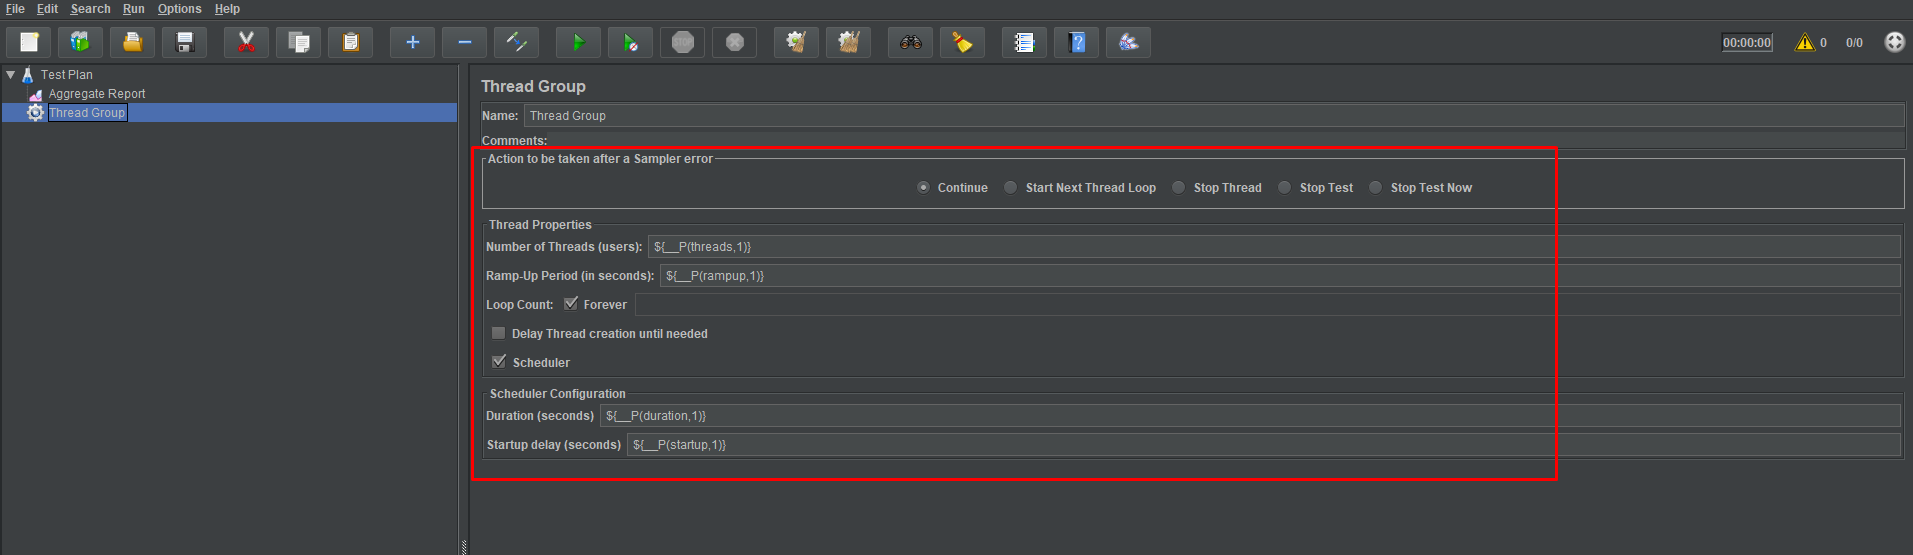 File Edit Search Run Options Help
STOP
00:00:00 0 0/0
Test Plan
Aggregate Report
Thread Group
Thread Group
Name: Thread Group
Comments:
Action to be taken after a Sampler error
Continue Start Next Thread Loop Stop Thread Stop Test Stop Test Now
Thread Properties
Number of Threads (users): ${__P(threads,1)}
Ramp-Up Period (in seconds): ${__P(rampup,1)}
Loop Count: Forever
Delay Thread creation until needed
Scheduler
Scheduler Configuration
Duration (seconds) ${__P(duration,1)}
Startup delay (seconds) ${__P(startup,1)}